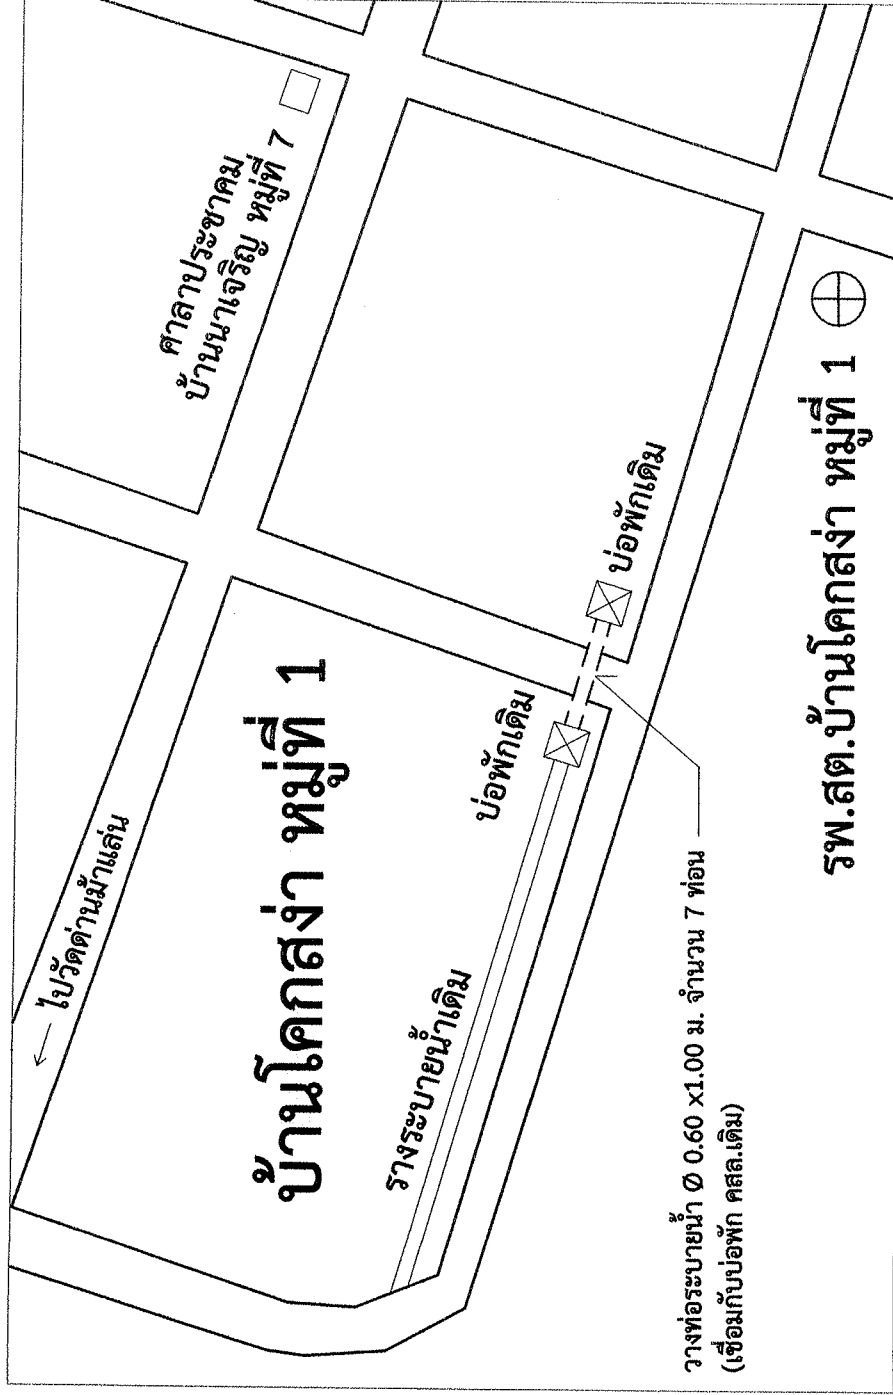 ศาลาประชาคม
บ้านนาเจริญ หมู่ที่ 7
ไปวัดด่านม้าแล่น
บ้านโคกสง่า หมู่ที่ 1
บ่อพักเดิม
บ่อพักเดิม
รางระบายน้ำเดิม
วางท่อระบายน้ำ Ø 0.60 x1.00 ม. จำนวน 7 ท่อน
(เชื่อมกับบ่อพัก คสล.เดิม)
รพ.สต.บ้านโคกสง่า หมู่ที่ 1